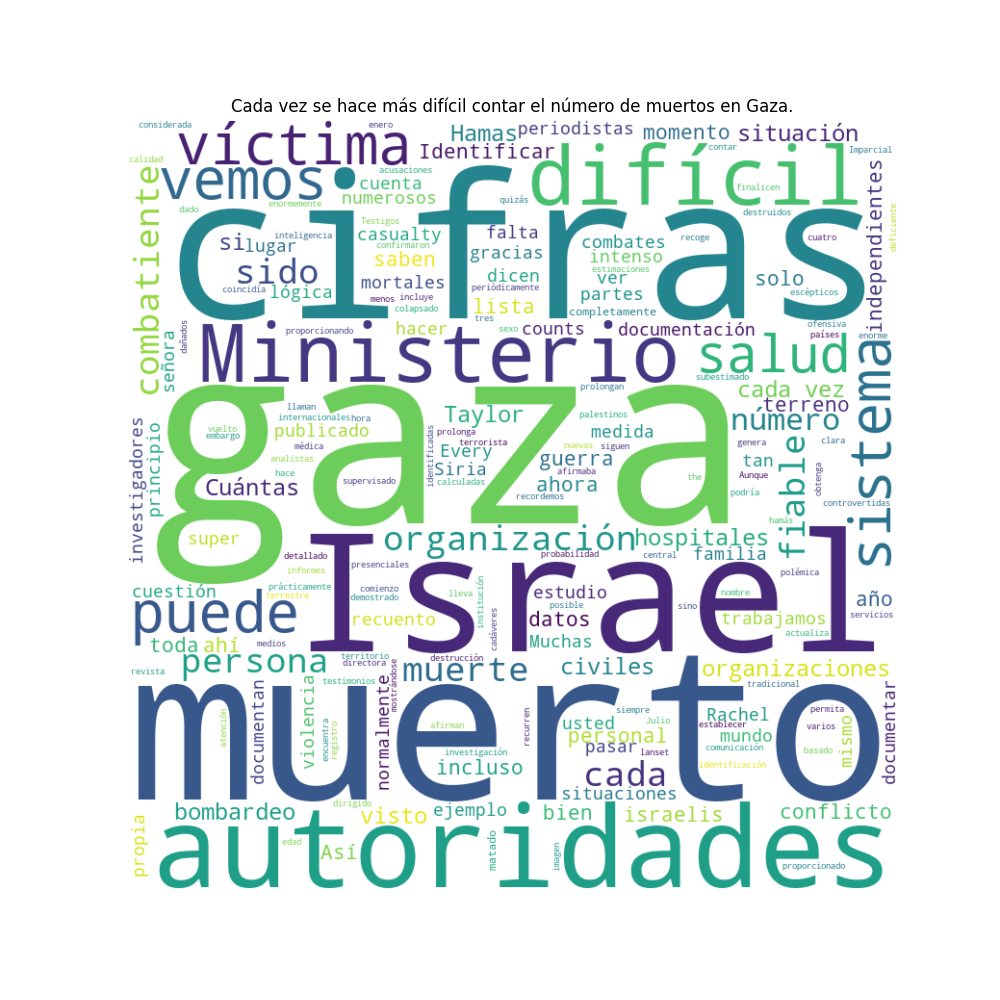 Cada vez se hace más difícil contar el número de muertos en Gaza.
considerada
víctima
enero
Hamas
periodistas
momento
situación
Identificar
contar
Imparcial
calidad
vemos
acusaciones
cuenta
numerosos
enormemente
quizás
difícil
finalicen
combatiente
dado
cifras
Testigos
casualty
confirmaron
saben
falta
gracias
destruidos
combates
recoge
cuatro
intenso
estimaciones
independientes
deficiente
si
lugar
inteligencia
sido
coincidía
lógica
mortales
menos
incluye
colapsado
dicen
periódicamente
lista
ver
partes
completamente
solo
escépticos
señora
dañados
proporcionando
Ministerio
tres
hacer
sexo
counts
documentación
ofensiva
países
enorme
salud
subestimado
sistema
cada vez
terreno
gaza
prolongan
llaman
internacionales
hora
publicado
Taylor
palestinos
medida
número
vuelto
embargo
médica
analistas
hace
identificadas
prolonga
terrorista
Every
Siria
calculadas
guerra
afirmaba
nuevas
siguen
genera
Aunque
tan
clara
fiable
investigadores
principio
Cuántas
supervisado
ahora
recordemos
the
podría
obtenga
controvertidas
hamás
super
organización
hospitales
detallado
informes
presenciales
probabilidad
central
familia
polémica
cuestión
prácticamente
terrestre
comienzo
demostrado
lleva
institución
estudio
posible
sino
nombre
año
servicios
puede
Israel
recuento
cadáveres
datos
Muchas
trabajamos
actualiza
toda
ahí
medios
territorio
directora
destrucción
revista
persona
testimonios
mostrándose
muerte
civiles
organizaciones
tradicional
muerto
atención
documentan
violencia
encuentra
registro
normalmente
afirman
investigación
incluso
recurren
usted
siempre
Julio
personal
pasar
lanset
establecer
Rachel
mundo
comunicación
varios
permita
basado
mismo
documentar
cada
identificación
situaciones
bombardeo
dirigido
visto
ejemplo
bien
israelis
conflicto
propia
edad
Así
autoridades
matado
imagen
proporcionado